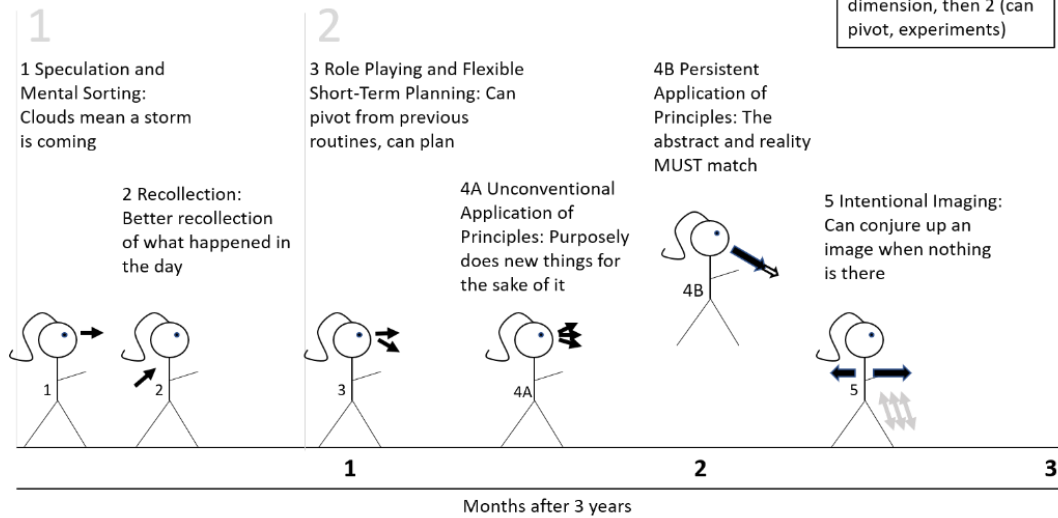 dimension, then 2 (can
pivot, experiments)
1
2
1 Speculation and
Mental Sorting:
Clouds mean a storm
is coming
2 Recollection:
Better recollection
of what happened in
the day
3 Role Playing and Flexible
Short-Term Planning: Can
pivot from previous
routines, can plan
4A Unconventional
Application of
Principles: Purposely
does new things for
the sake of it
4B Persistent
Application of
Principles: The
abstract and reality
MUST match
5 Intentional Imaging:
Can conjure up an
image when nothing
is there
1
2
3
4A
4B
5
1
2
3
Months after 3 years